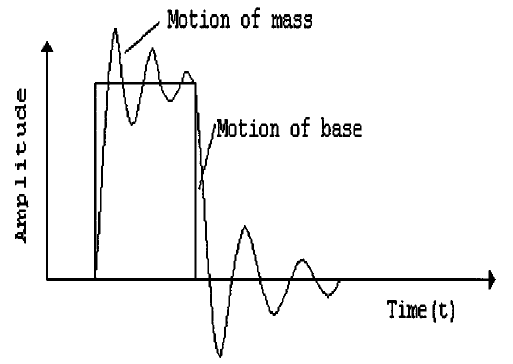 Motion of mass
Motion of base
Amplitude
Time(t)